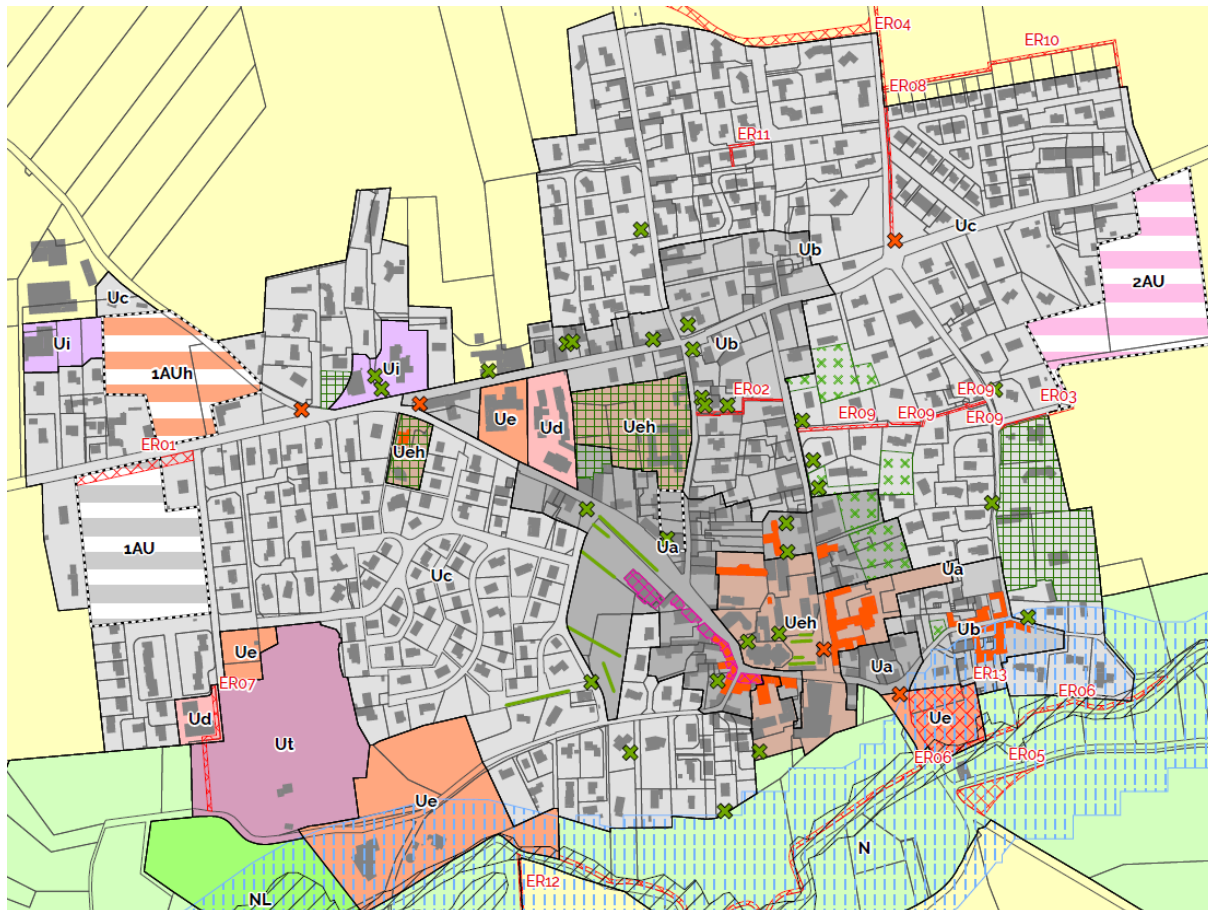 ER04
ER10
ER08
ER11
Uc
Ub
2AU
Uc
Ui
1AUh
Ui
Ub
ER02
ER09
ER03
ER09
ER09
ER09
Ue
Ud
Ueh
Ueh
ER01
1AU
Uc
Ua
Ua
Ueh
Ub
Ua
Ue
ER07
ER13
ER06
Ud
Ut
Ue
ER06
ER05
Ue
N
ER12
NL